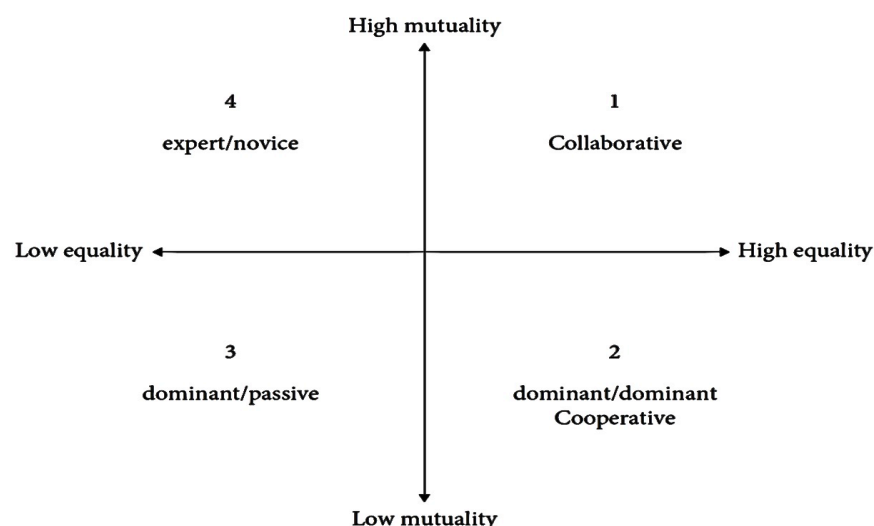 High mutuality
4
expert/novice
1
Collaborative
Low equality
High equality
3
dominant/passive
2
dominant/dominant
Cooperative
Low mutuality